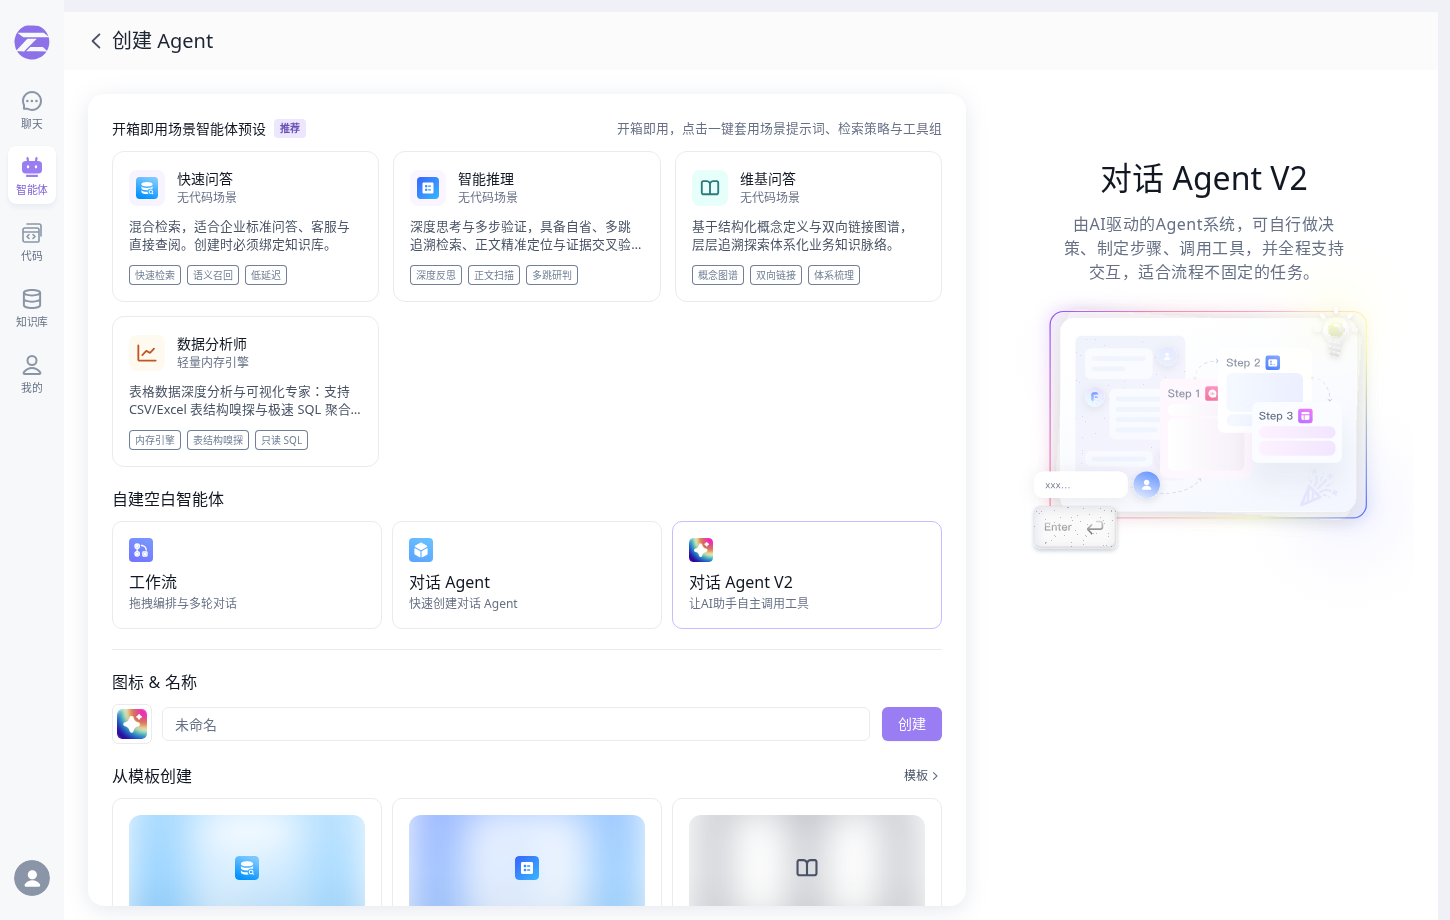 创建 Agent
聊天
智能体
代码
知识库
我的
开箱即用场景智能体预设
推荐
开箱即用，点击一键套用场景提示词、检索策略与工具组
快速问答
无代码场景
混合检索，适合企业标准问答、客服与
直接查阅。创建时必须绑定知识库。
快速检索
语义召回
低延迟
智能推理
无代码场景
深度思考与多步验证，具备自省、多跳
追溯检索、正文精准定位与证据交叉验...
深度反思
正文扫描
多跳研判
维基问答
无代码场景
基于结构化概念定义与双向链接图谱，
层层追溯探索体系化业务知识脉络。
概念图谱
双向链接
体系梳理
数据分析师
轻量内存引擎
表格数据深度分析与可视化专家：支持
CSV/Excel 表结构嗅探与极速 SQL 聚合...
内存引擎
表结构嗅探
只读 SQL
自建空白智能体
工作流
拖拽编排与多轮对话
对话 Agent
快速创建对话 Agent
对话 Agent V2
让AI助手自主调用工具
图标 & 名称
未命名
创建
从模板创建
模板
对话 Agent V2
由AI驱动的Agent系统，可自行做决
策、制定步骤、调用工具，并全程支持
交互，适合流程不固定的任务。
Step 2
Step 1
Step 3
xxx...
Enter